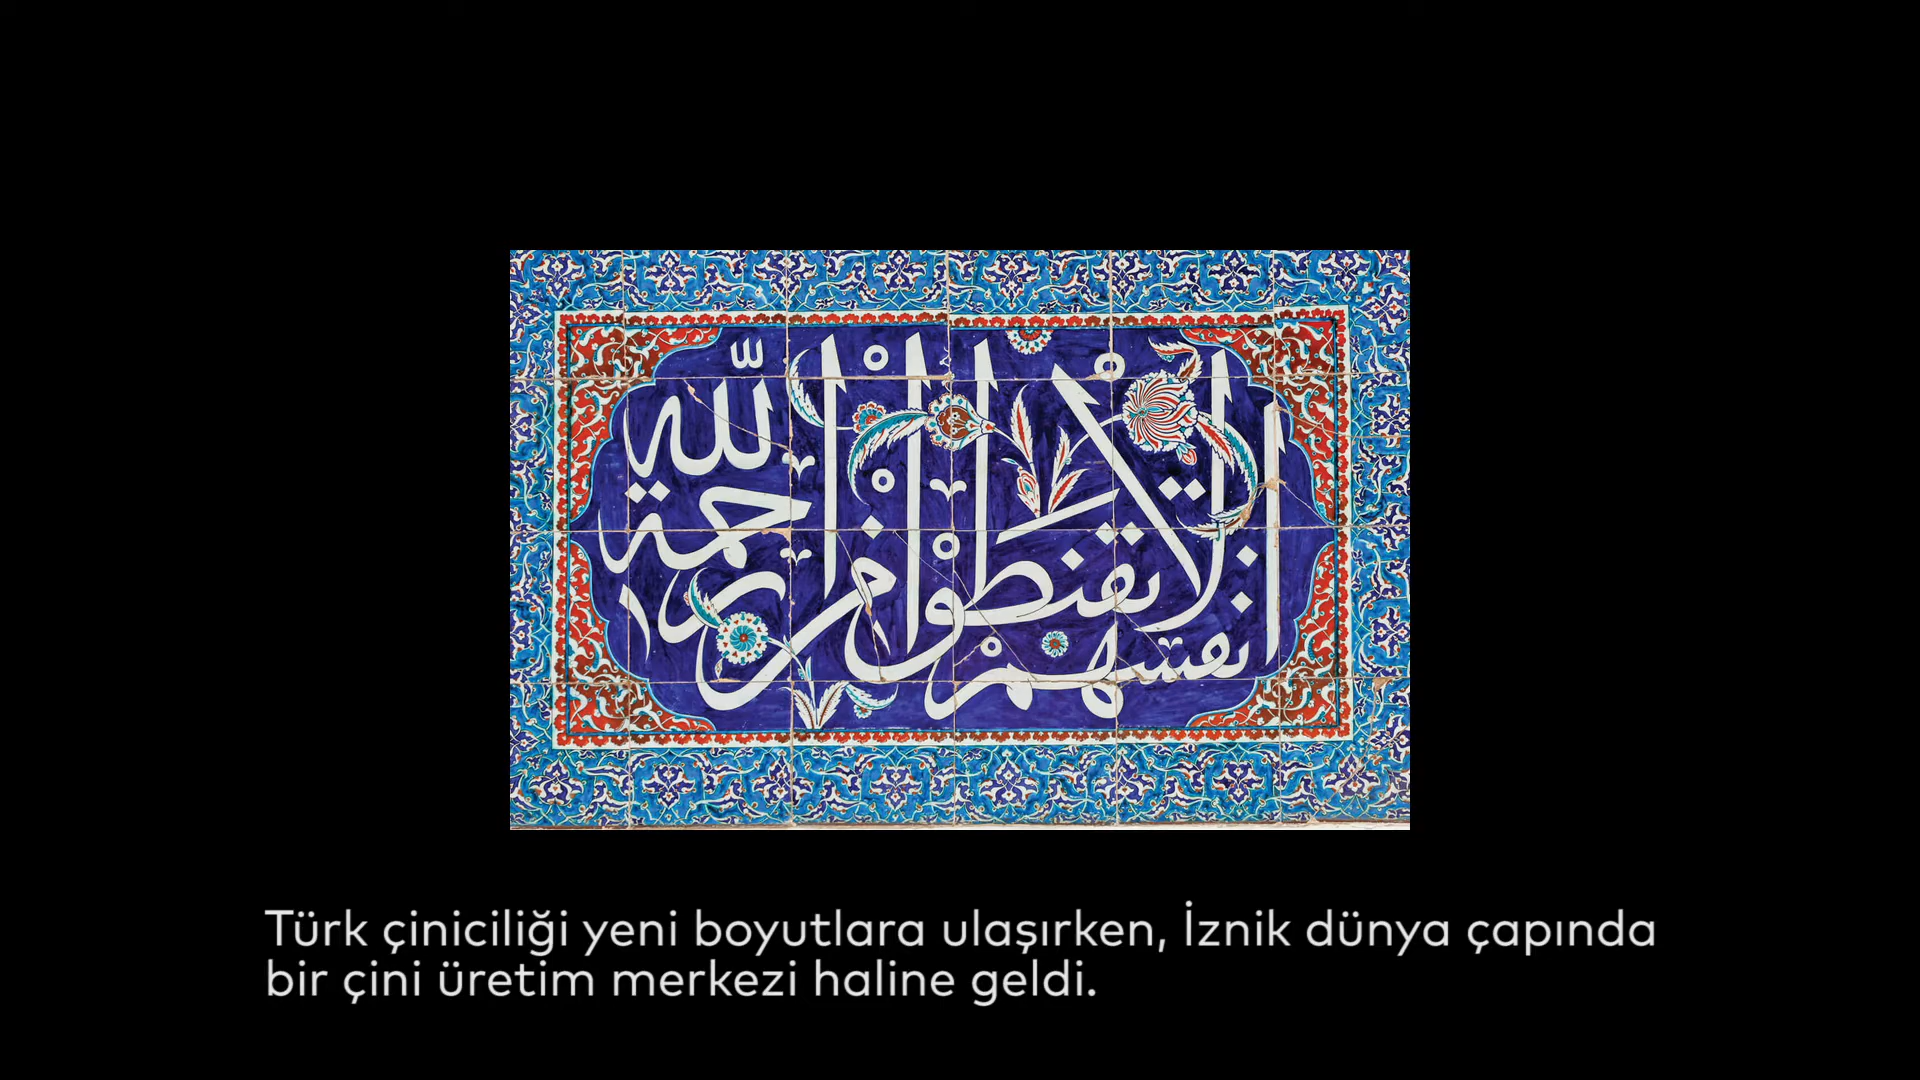 انفسهم لا تقنطوا من رحمة الله
Türk çiniciliği yeni boyutlara ulaşırken, İznik dünya çapında
bir çini üretim merkezi haline geldi.